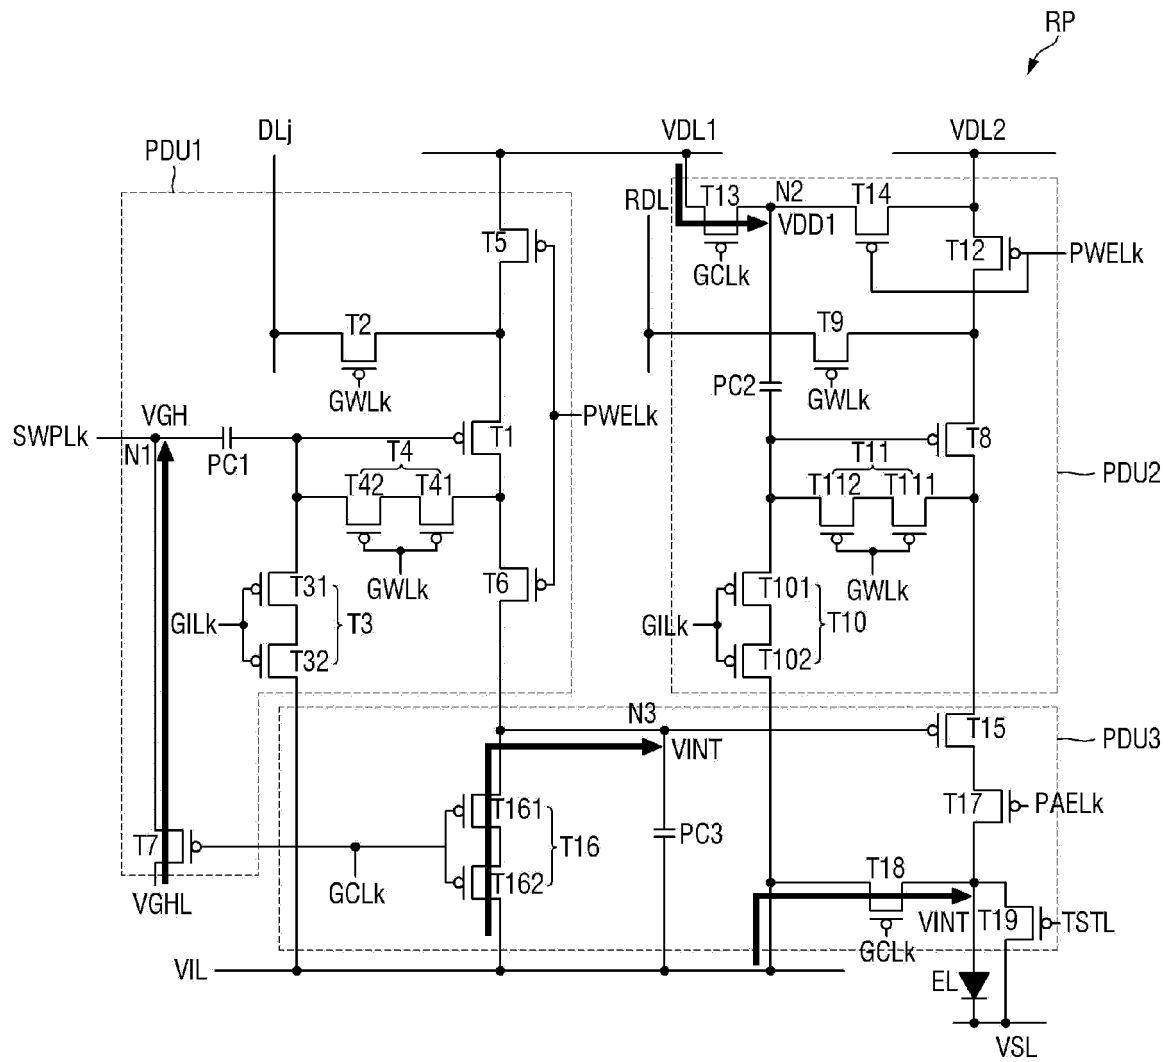 RP
DLj
VDL1
VDL2
PDU1
RDL
T13
N2
T14
VDD1
T5
T12
PWELk
GCLk
T2
T9
PC2
GWLk
GWLk
PWELk
VGH
SWPLk
N1
PC1
T1
T8
T4
T11
PDU2
T42
T41
T112
T111
GWLk
GWLk
T6
T31
T101
GILk
T3
GILk
T10
T32
T102
N3
T15
VINT
PDU3
T161
T17
PAELk
T7
T16
PC3
T162
T18
VGHL
GCLk
VINT
T19
TSTL
GCLk
VIL
EL
VSL